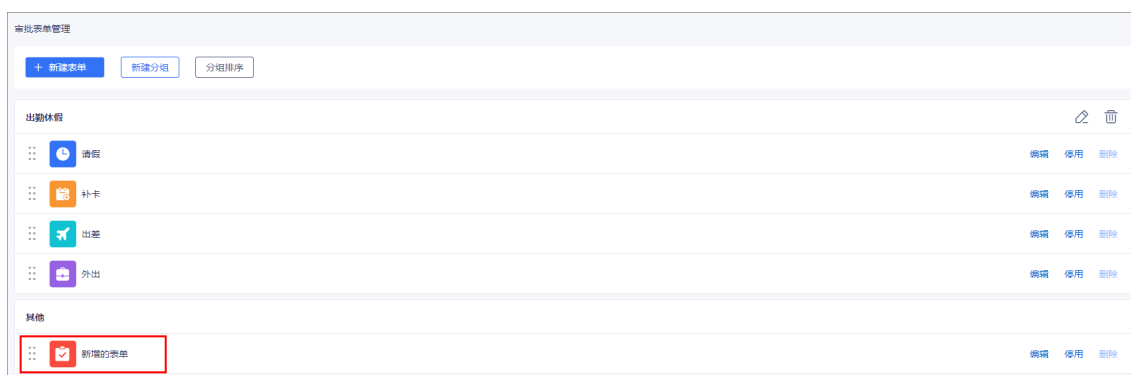 审批表单管理
+ 新建表单 新建分组 分组排序
出勤休假
请假 编辑 停用 删除
补卡 编辑 停用 删除
出差 编辑 停用 删除
外出 编辑 停用 删除
其他
新增的表单 编辑 停用 删除